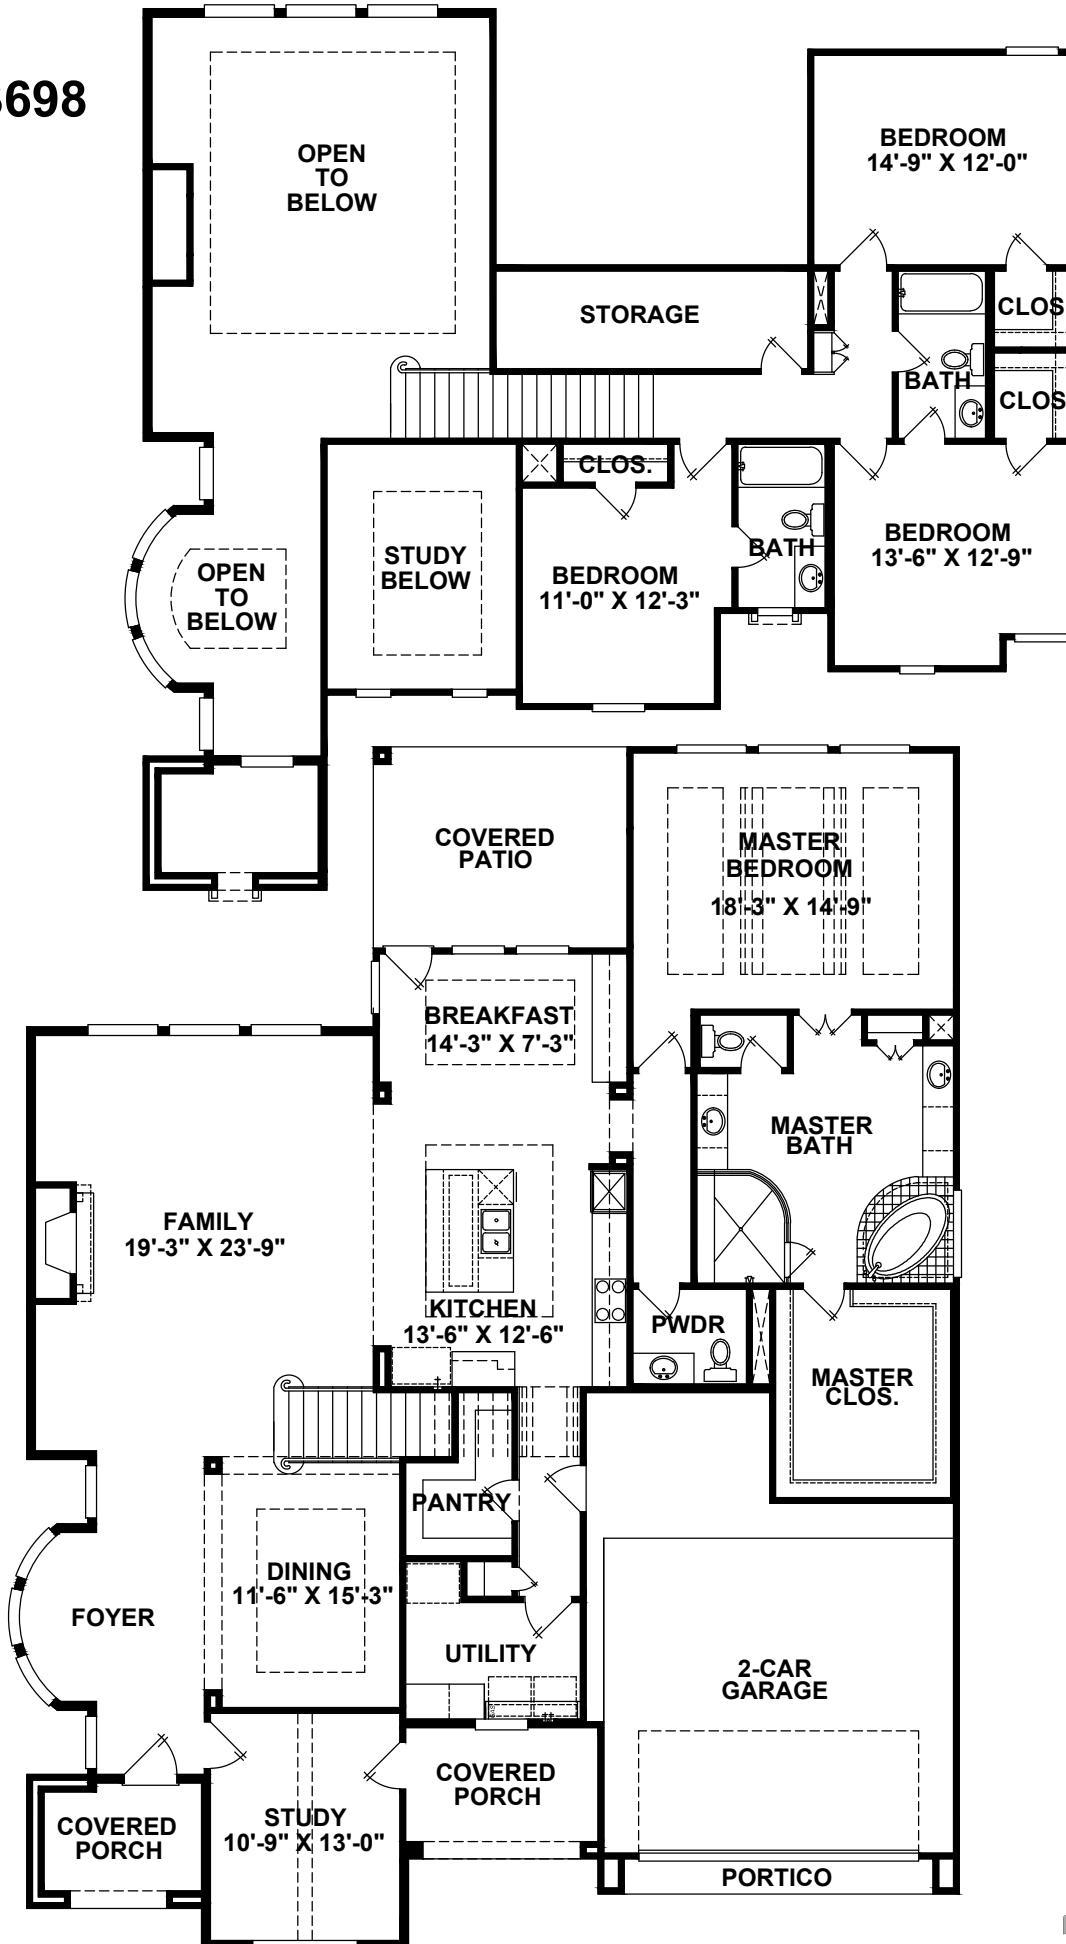 698
OPEN
TO
BELOW
BEDROOM
14'-9" X 12'-0"
STORAGE
CLOS
BATH
CLOS
CLOS.
STUDY
BELOW
BEDROOM
11'-0" X 12'-3"
BATH
BEDROOM
13'-6" X 12'-9"
OPEN
TO
BELOW
COVERED
PATIO
MASTER
BEDROOM
18'-3" X 14'-9"
BREAKFAST
14'-3" X 7'-3"
MASTER
BATH
FAMILY
19'-3" X 23'-9"
KITCHEN
13'-6" X 12'-6"
PWDR
MASTER
CLOS.
PANTRY
DINING
11'-6" X 15'-3"
FOYER
UTILITY
2-CAR
GARAGE
COVERED
PORCH
STUDY
10'-9" X 13'-0"
COVERED
PORCH
PORTICO